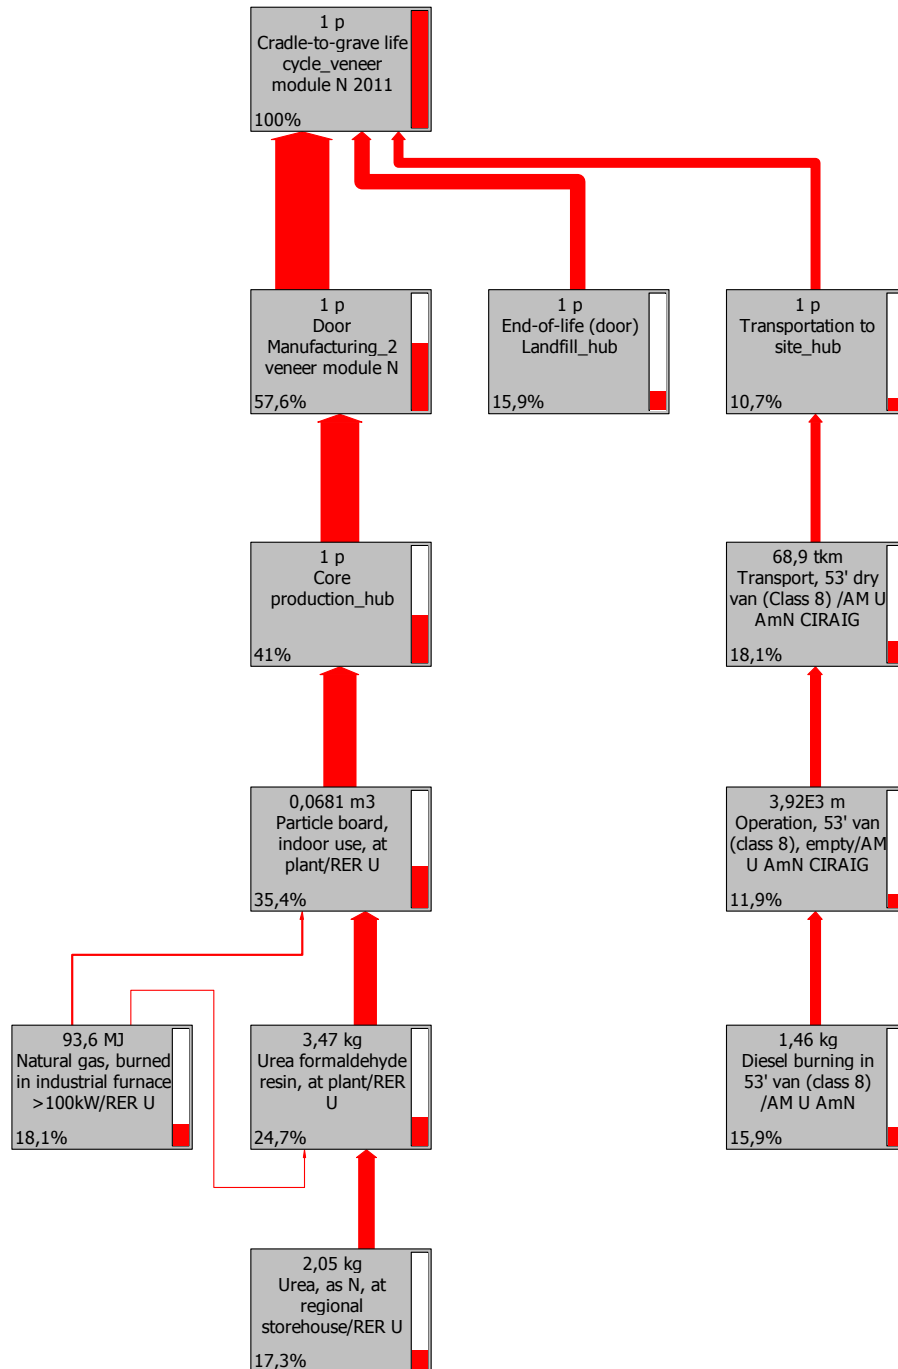 1 p
Cradle-to-grave life
cycle_veneer
module N 2011
100%
1 p
Door
Manufacturing_2
veneer module N
57,6%
1 p
End-of-life (door)
Landfill_hub
15,9%
1 p
Transportation to
site_hub
10,7%
1 p
Core
production_hub
41%
68,9 tkm
Transport, 53' dry
van (Class 8) /AM U
AmN CIRAIG
18,1%
0,0681 m3
Particle board,
indoor use, at
plant/RER U
35,4%
3,92E3 m
Operation, 53' van
(class 8), empty/AM
U AmN CIRAIG
11,9%
93,6 MJ
Natural gas, burned
in industrial furnace
>100kW/RER U
18,1%
3,47 kg
Urea formaldehyde
resin, at plant/RER
U
24,7%
1,46 kg
Diesel burning in
53' van (class 8)
/AM U AmN
15,9%
2,05 kg
Urea, as N, at
regional
storehouse/RER U
17,3%